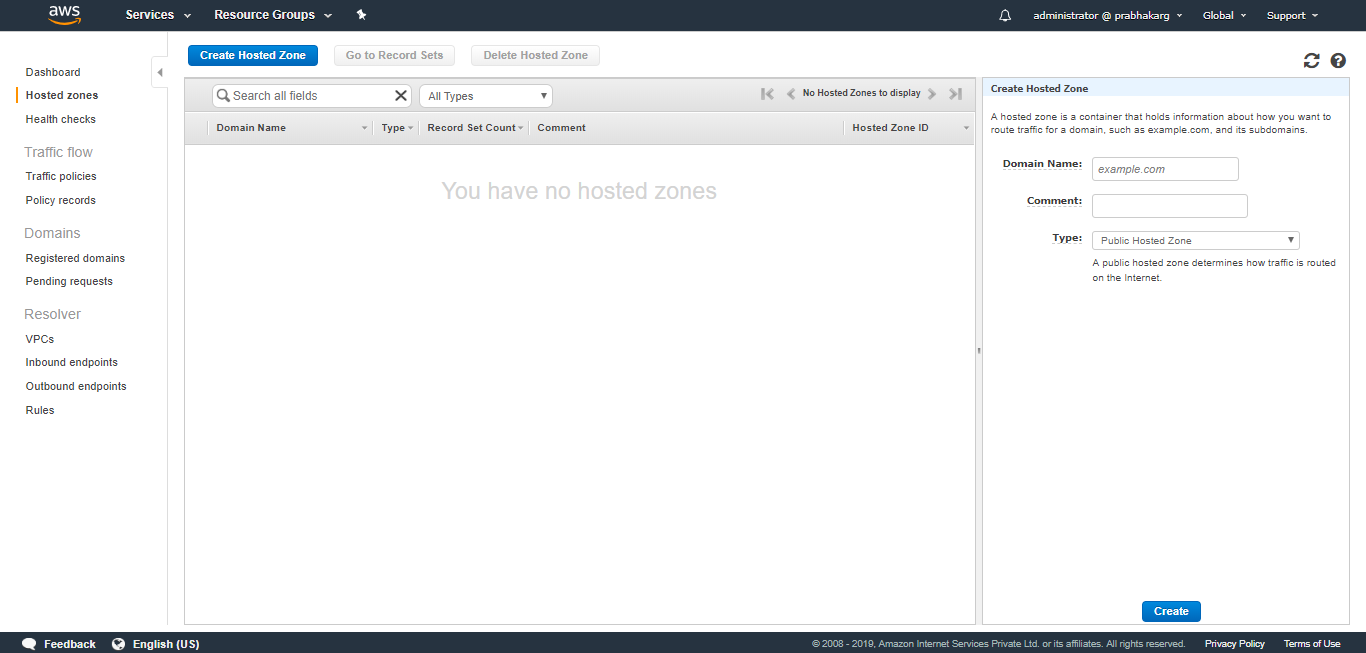 aws Services Resource Groups administrator @ prabhakarg Global Support
Create Hosted Zone Go to Record Sets Delete Hosted Zone
Dashboard
Hosted zones
Health checks
Traffic flow
Traffic policies
Policy records
Domains
Registered domains
Pending requests
Resolver
VPCs
Inbound endpoints
Outbound endpoints
Rules
Search all fields All Types No Hosted Zones to display
Domain Name Type Record Set Count Comment Hosted Zone ID
You have no hosted zones
Create Hosted Zone
A hosted zone is a container that holds information about how you want to
route traffic for a domain, such as example.com, and its subdomains.
Domain Name: example.com
Comment:
Type: Public Hosted Zone
A public hosted zone determines how traffic is routed
on the Internet.
Create
Feedback English (US) © 2008 - 2019, Amazon Internet Services Private Ltd. or its affiliates. All rights reserved. Privacy Policy Terms of Use